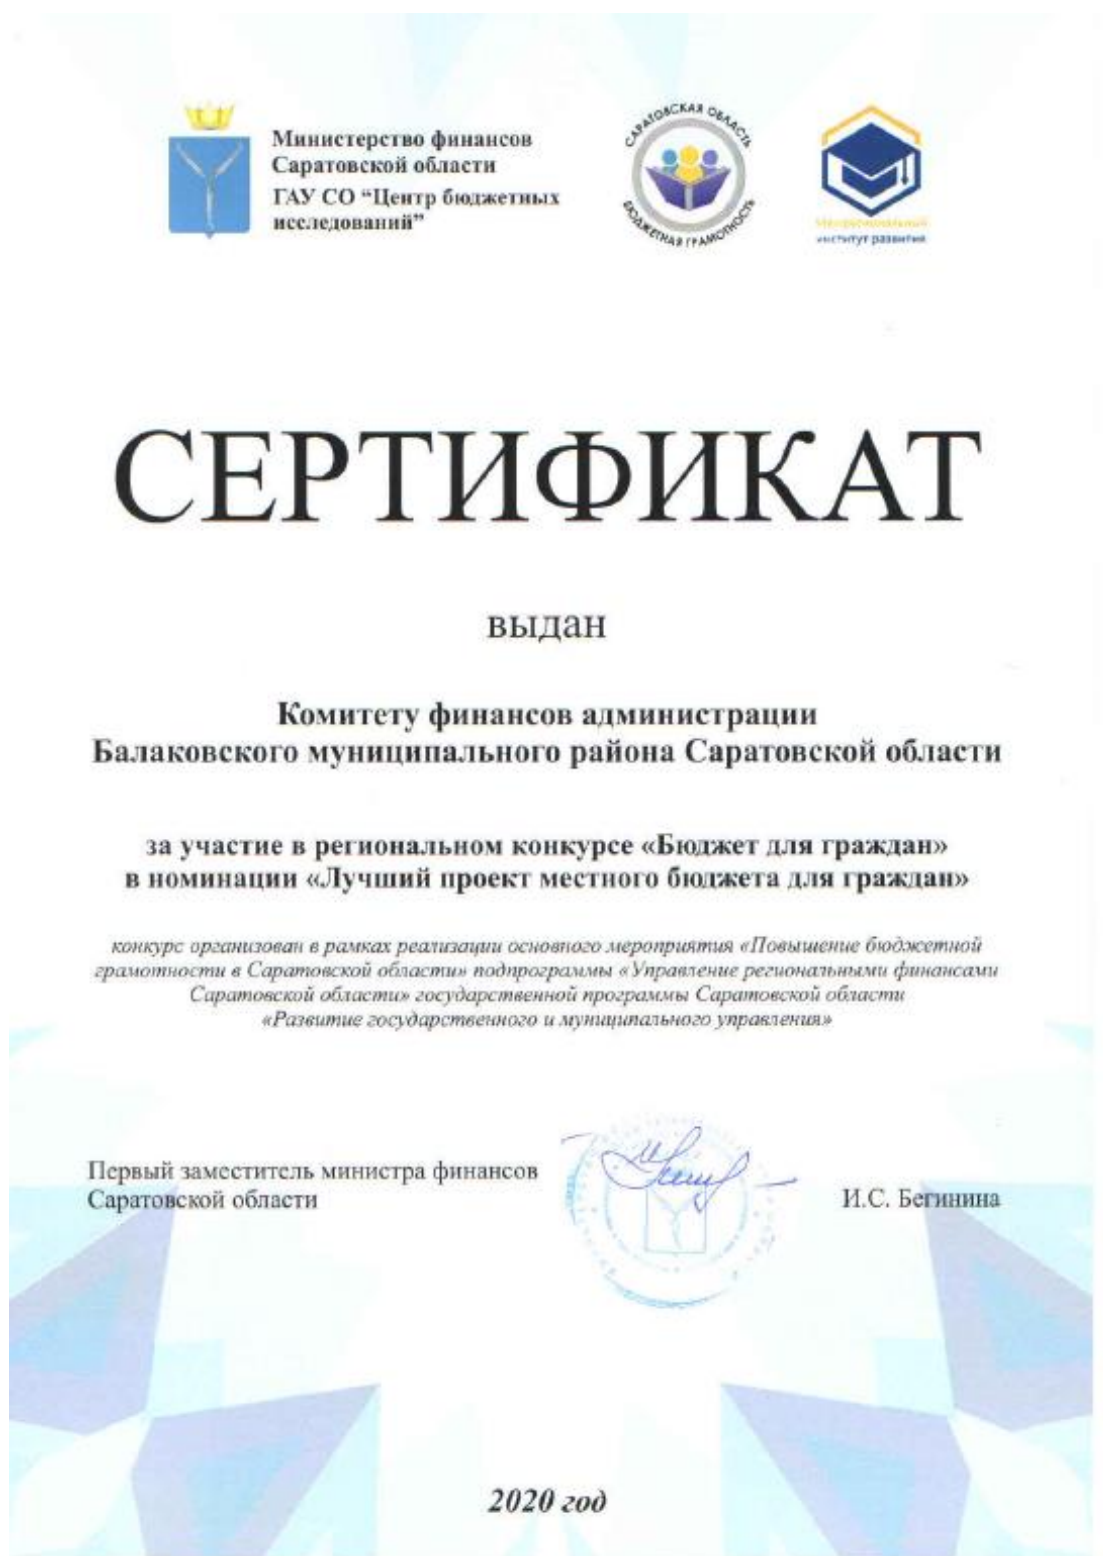 Министерство финансов
Саратовской области
ГАУ СО “Центр бюджетных
исследований”
САРАТОВСКАЯ ОБЛАСТЬ
БЮДЖЕТНАЯ ГРАМОТНОСТЬ
институт развития
СЕРТИФИКАТ
выдан
Комитету финансов администрации
Балаковского муниципального района Саратовской области
за участие в региональном конкурсе «Бюджет для граждан»
в номинации «Лучший проект местного бюджета для граждан»
конкурс организован в рамках реализации основного мероприятия «Повышение бюджетной
грамотности в Саратовской области» подпрограммы «Управление региональными финансами
Саратовской области» государственной программы Саратовской области
«Развитие государственного и муниципального управления»
Первый заместитель министра финансов
Саратовской области
И.С. Бегинина
2020 год